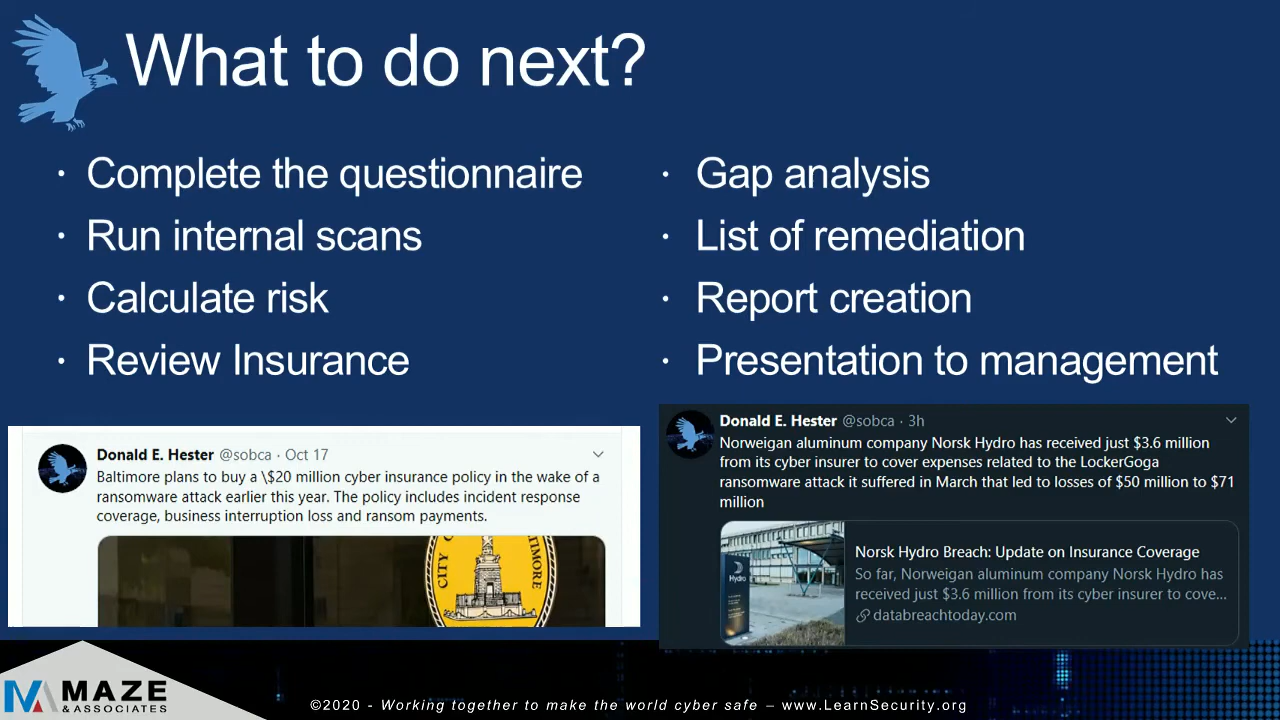 What to do next?
· Complete the questionnaire
· Run internal scans
· Calculate risk
· Review Insurance
· Gap analysis
· List of remediation
· Report creation
· Presentation to management
Donald E. Hester @sobca · Oct 17
Baltimore plans to buy a \$20 million cyber insurance policy in the wake of a
ransomware attack earlier this year. The policy includes incident response
coverage, business interruption loss and ransom payments.
CITY
TIMORE
Donald E. Hester @sobca · 3h
Norweigan aluminum company Norsk Hydro has received just $3.6 million
from its cyber insurer to cover expenses related to the LockerGoga
ransomware attack it suffered in March that led to losses of $50 million to $71
million
Hydro
Norsk Hydro Breach: Update on Insurance Coverage
So far, Norweigan aluminum company Norsk Hydro has
received just $3.6 million from its cyber insurer to cove...
databreachtoday.com
MAZE
& ASSOCIATES
©2020 - Working together to make the world cyber safe – www.LearnSecurity.org